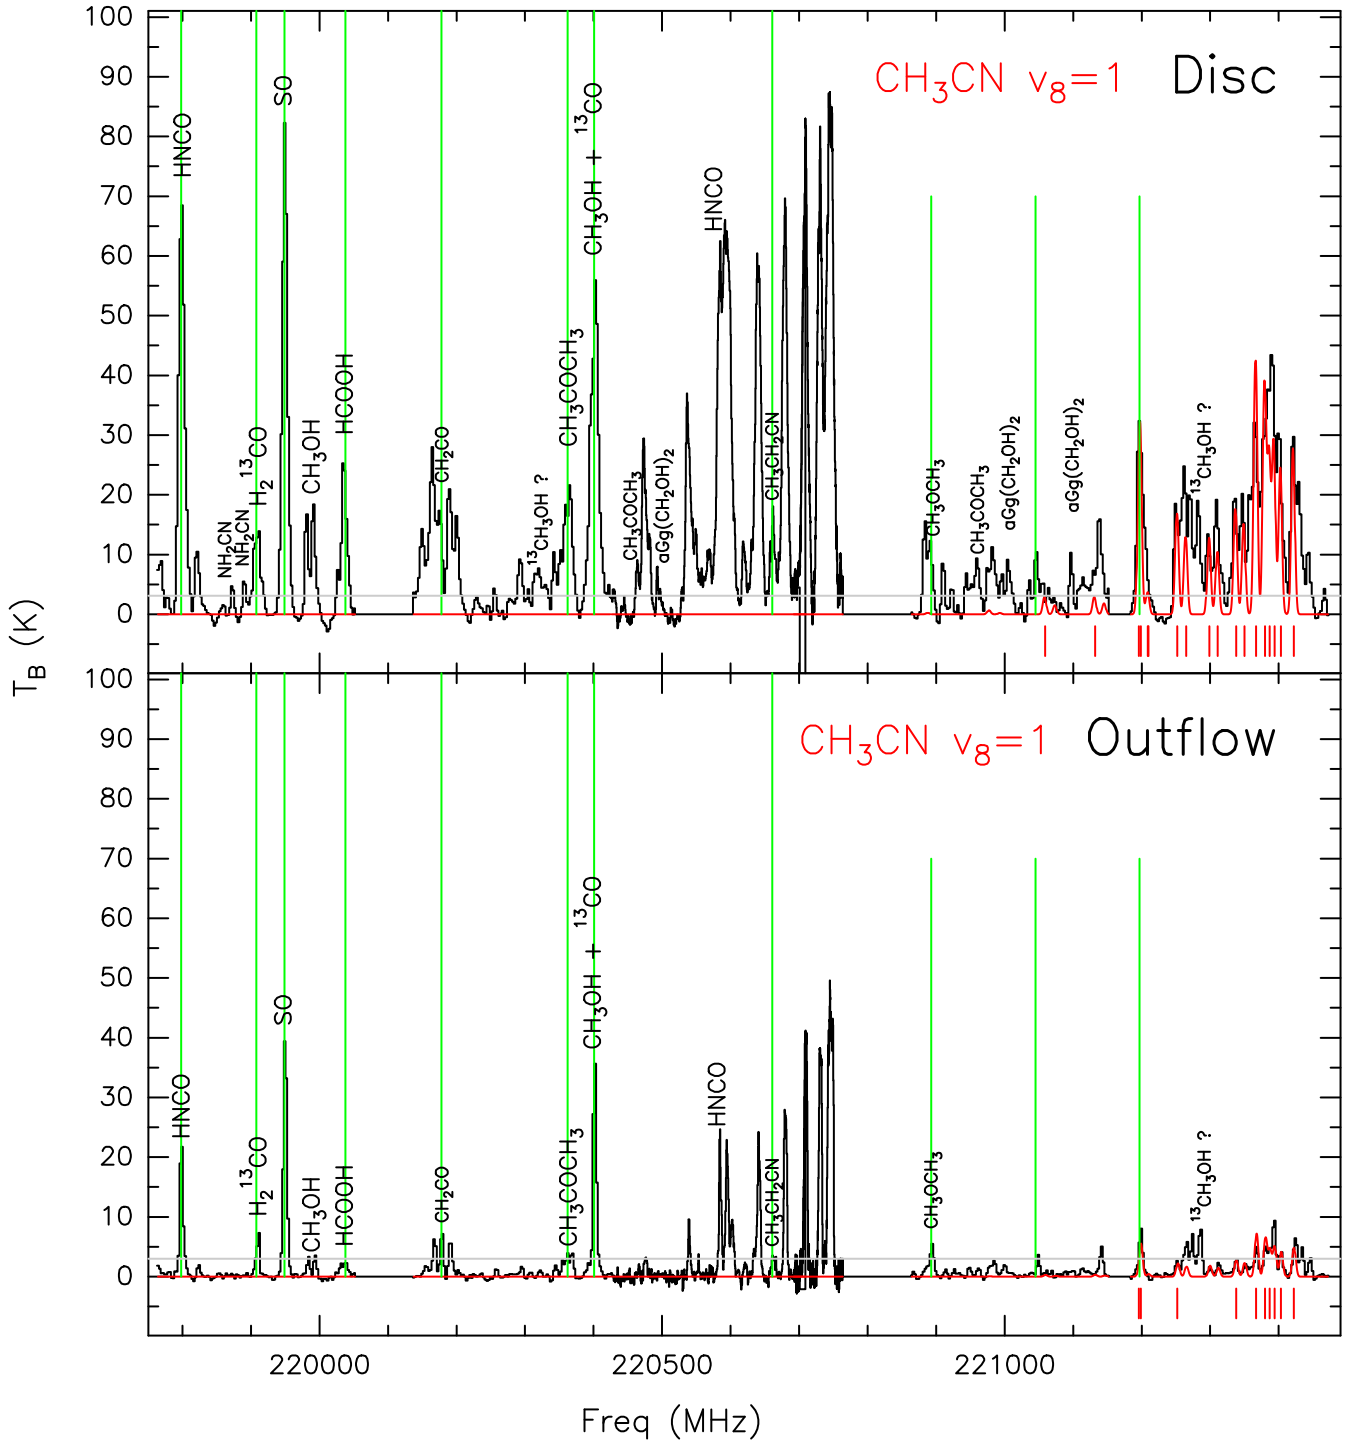 CH₃CN v₈=1 Disc
100
90
80
70
60
50
40
30
20
10
0
HNCO
NH₂CN
NH₂CN
H₂ ¹³CO
SO
CH₃OH
HCOOH
CH₂CO
¹³CH₃OH ?
CH₃COCH₃
CH₃OH + ¹³CO
CH₃COCH₃
aGg(CH₂OH)₂
HNCO
CH₃CH₂CN
CH₃OCH₃
CH₃COCH₃
aGg(CH₂OH)₂
aGg(CH₂OH)₂
¹³CH₃OH ?
T_B (K)
CH₃CN v₈=1 Outflow
100
90
80
70
60
50
40
30
20
10
0
HNCO
H₂ ¹³CO
SO
CH₃OH
HCOOH
CH₂CO
CH₃COCH₃
CH₃OH + ¹³CO
HNCO
CH₃CH₂CN
CH₃OCH₃
¹³CH₃OH ?
220000 220500 221000
Freq (MHz)